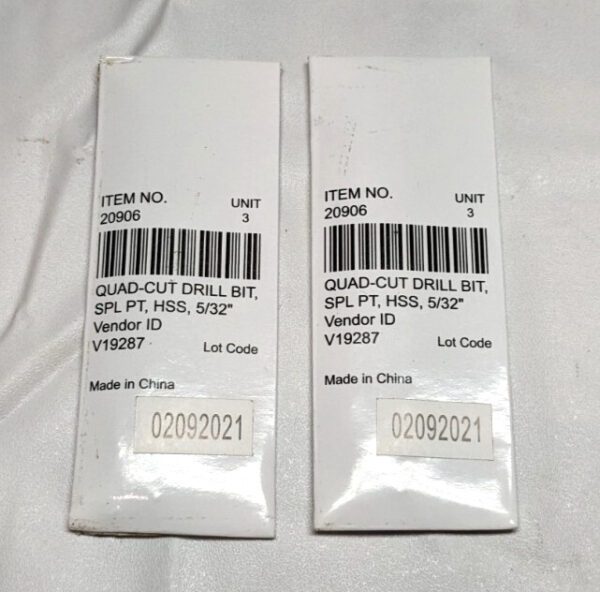 ITEM NO. UNIT
20906 3
QUAD-CUT DRILL BIT,
SPL PT, HSS, 5/32"
Vendor ID
V19287 Lot Code
Made in China
02092021
ITEM NO. UNIT
20906 3
QUAD-CUT DRILL BIT,
SPL PT, HSS, 5/32"
Vendor ID
V19287 Lot Code
Made in China
02092021